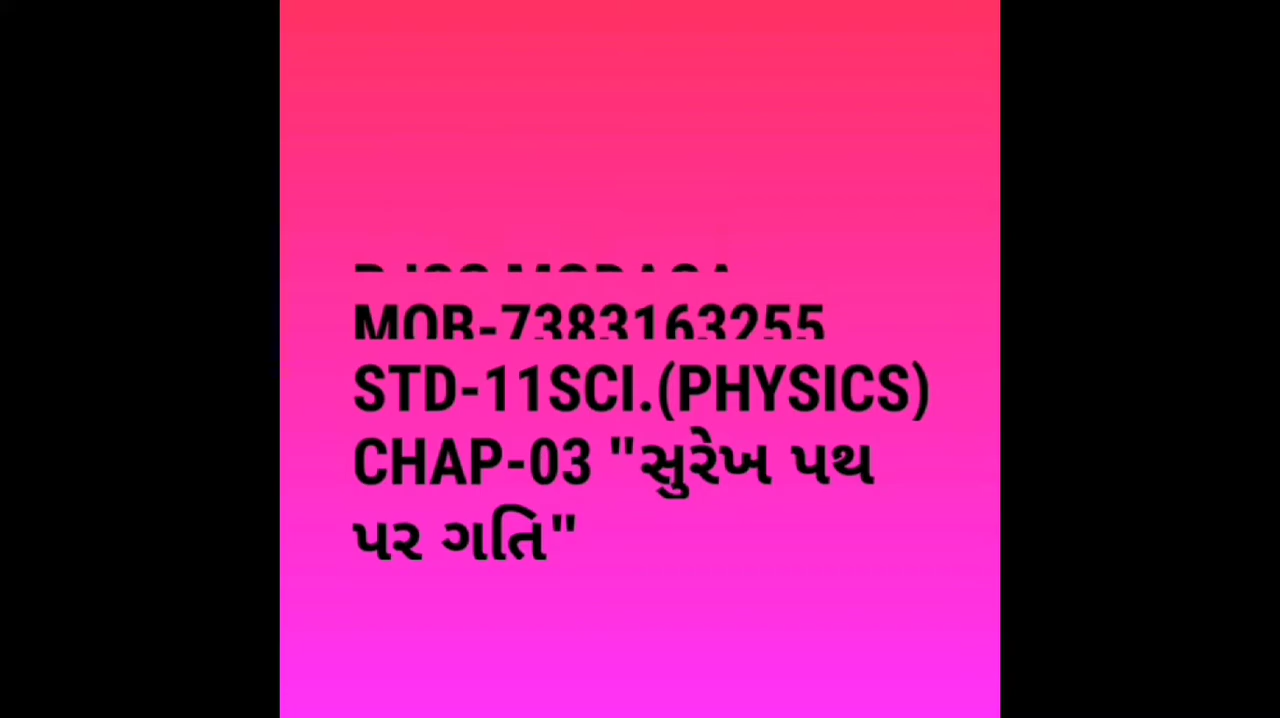 MOB-7383163255
STD-11SCI.(PHYSICS)
CHAP-03 "સુરેખ પથ
પર ગતિ"